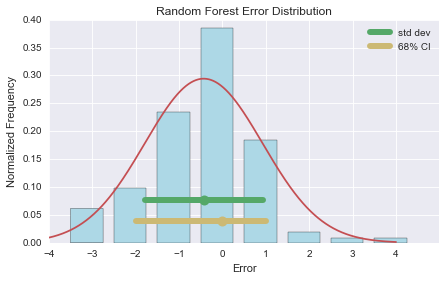 Random Forest Error Distribution
0.40
0.35
0.30
0.25
0.20
0.15
0.10
0.05
0.00
Normalized Frequency
std dev
68% CI
−4 −3 −2 −1 0 1 2 3 4
Error